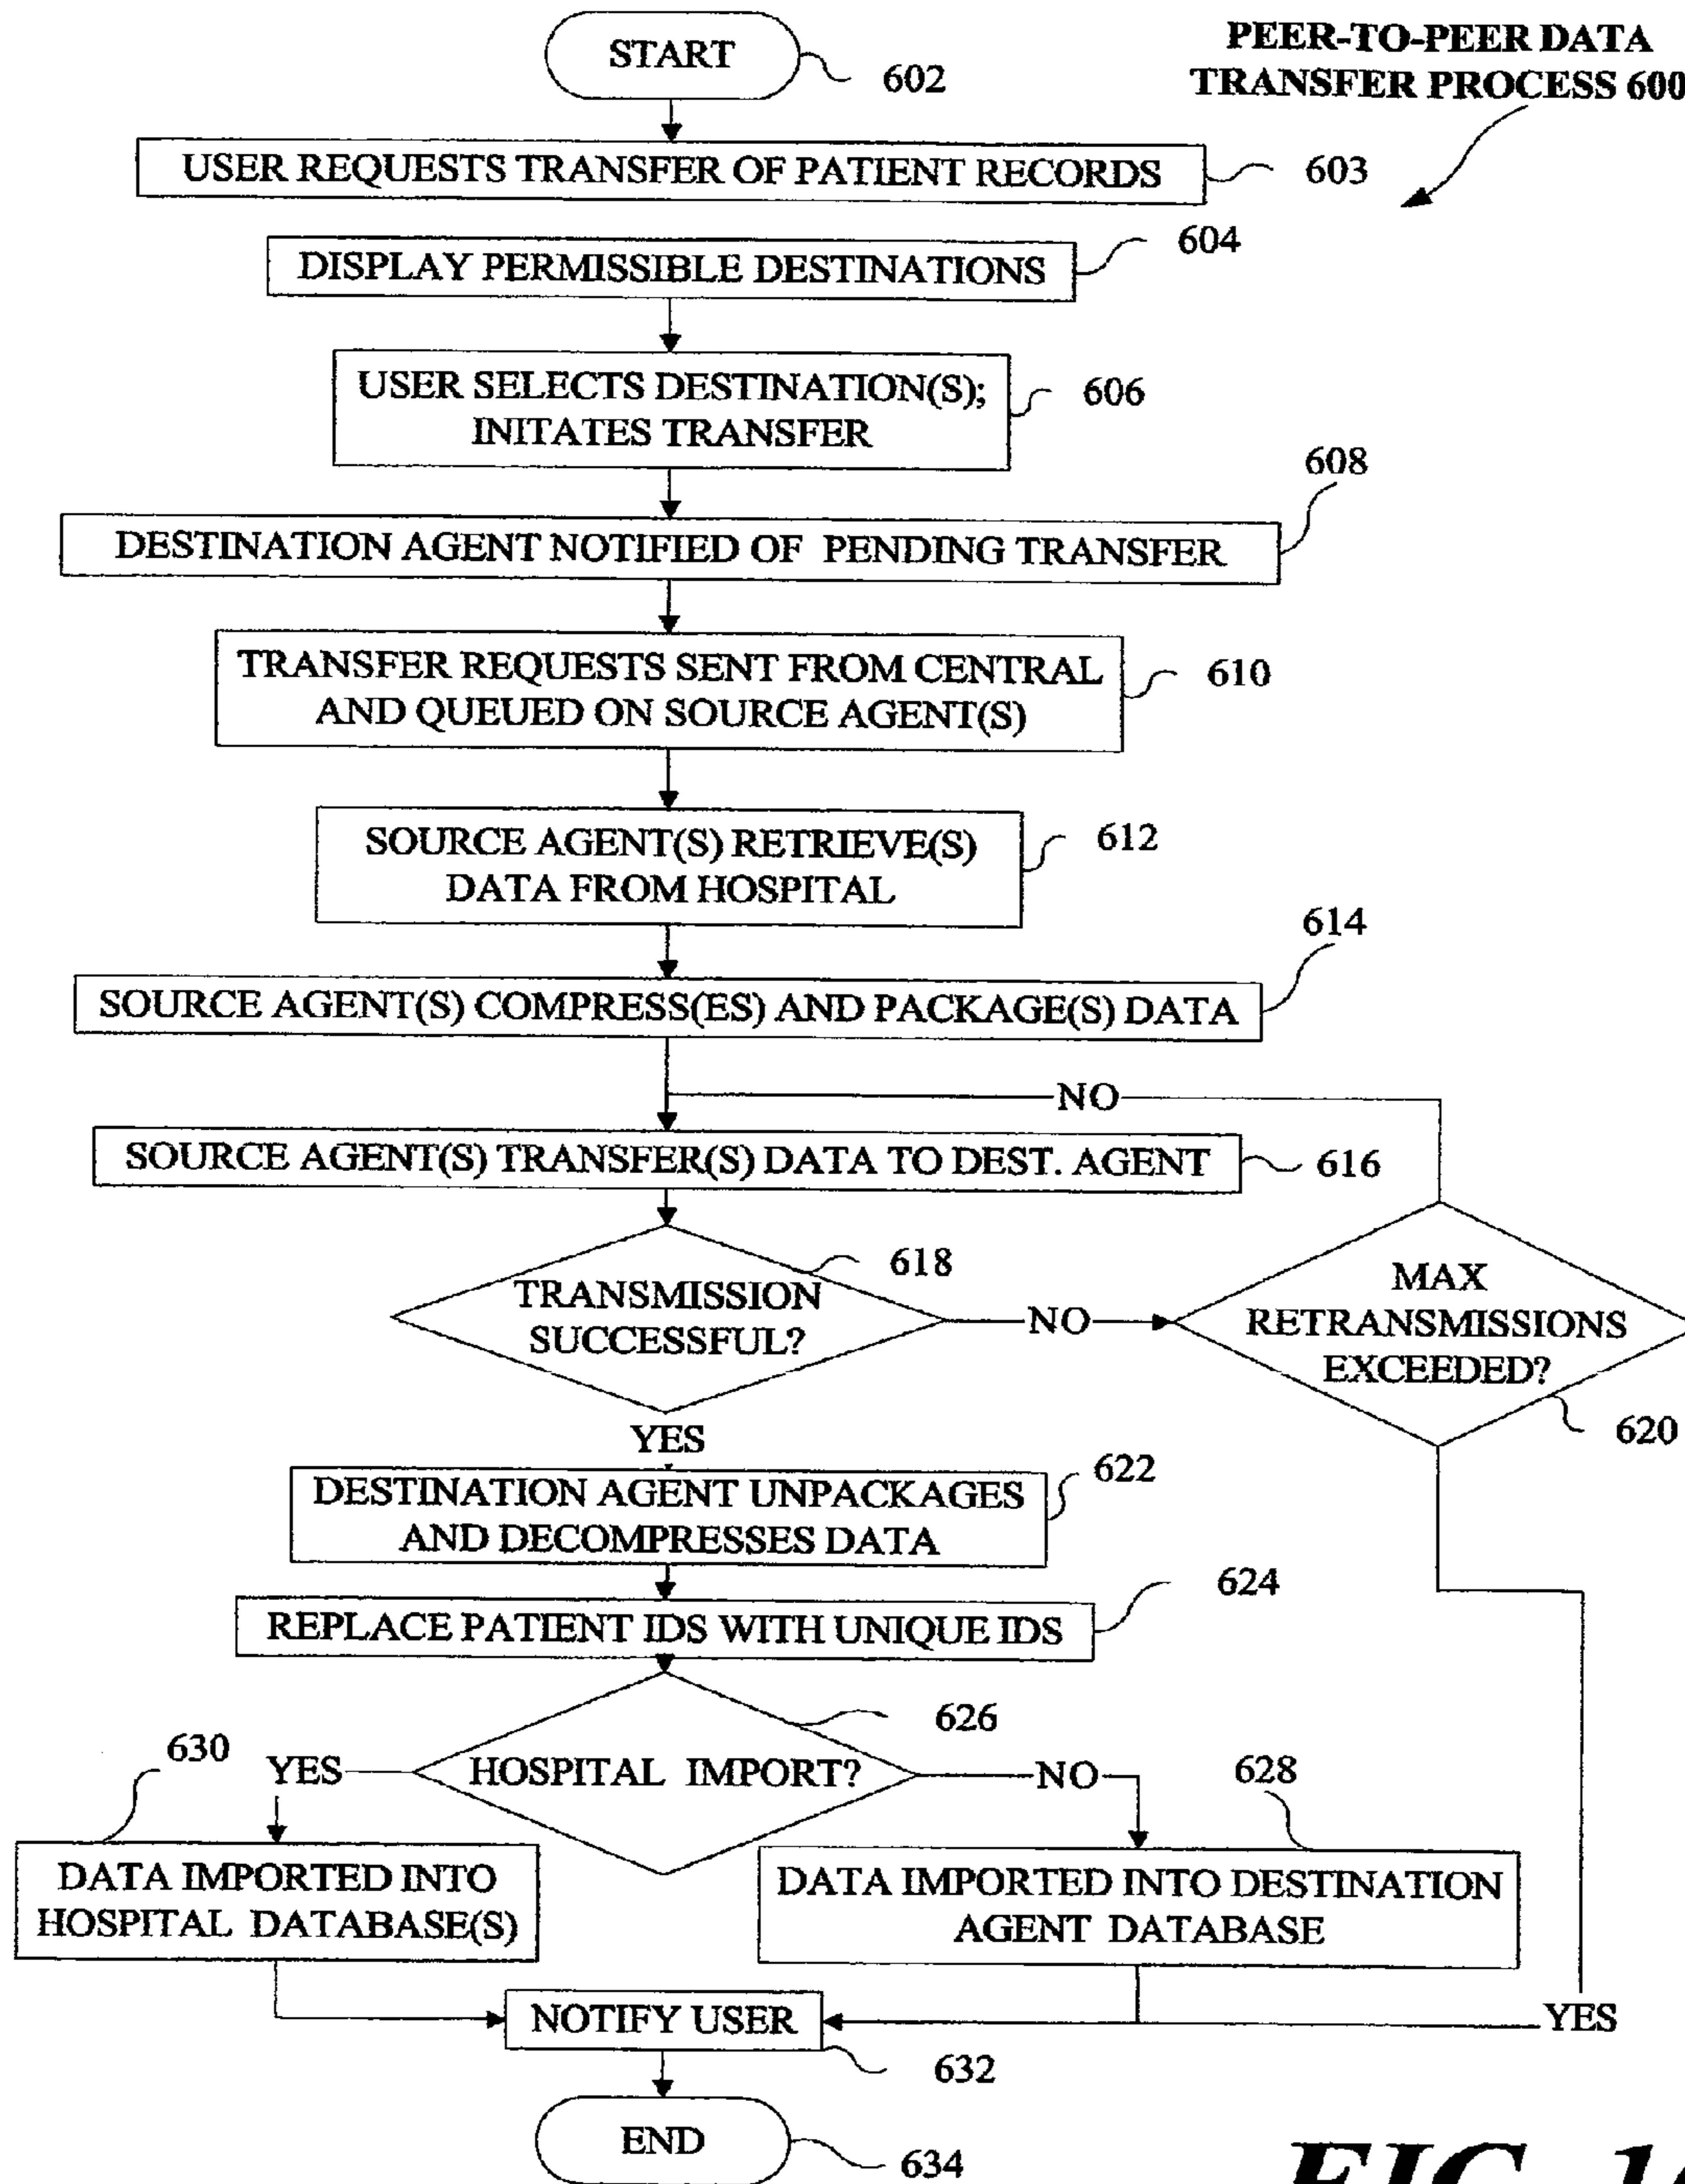 PEER-TO-PEER DATA
TRANSFER PROCESS 600
START
602
USER REQUESTS TRANSFER OF PATIENT RECORDS
603
DISPLAY PERMISSIBLE DESTINATIONS
604
USER SELECTS DESTINATION(S);
INITATES TRANSFER
606
608
DESTINATION AGENT NOTIFIED OF PENDING TRANSFER
TRANSFER REQUESTS SENT FROM CENTRAL
AND QUEUED ON SOURCE AGENT(S)
610
SOURCE AGENT(S) RETRIEVE(S)
DATA FROM HOSPITAL
612
614
SOURCE AGENT(S) COMPRESS(ES) AND PACKAGE(S) DATA
NO
SOURCE AGENT(S) TRANSFER(S) DATA TO DEST. AGENT
616
618
TRANSMISSION
SUCCESSFUL?
NO
MAX
RETRANSMISSIONS
EXCEEDED?
620
YES
622
DESTINATION AGENT UNPACKAGES
AND DECOMPRESSES DATA
624
REPLACE PATIENT IDS WITH UNIQUE IDS
626
HOSPITAL IMPORT?
630
YES
NO
628
DATA IMPORTED INTO
HOSPITAL DATABASE(S)
DATA IMPORTED INTO DESTINATION
AGENT DATABASE
YES
NOTIFY USER
632
END
634